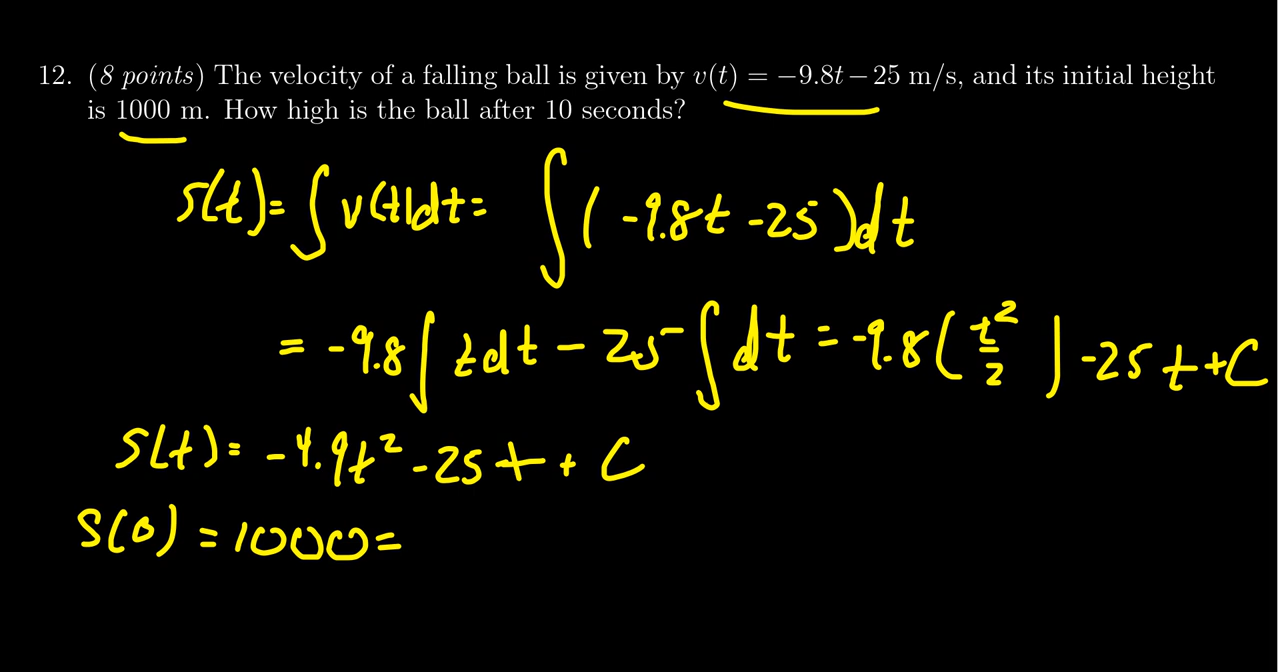 12. (8 points) The velocity of a falling ball is given by v(t) = −9.8t − 25 m/s, and its initial height
is 1000 m. How high is the ball after 10 seconds?
s(t) = ∫ v(t)dt = ∫ ( -9.8t - 25 )dt
= -9.8 ∫ t dt - 25 ∫ dt = -9.8 ( t²/2 ) - 25 t + C
S(t) = -4.9t² - 25t + C
S(0) = 1000 =